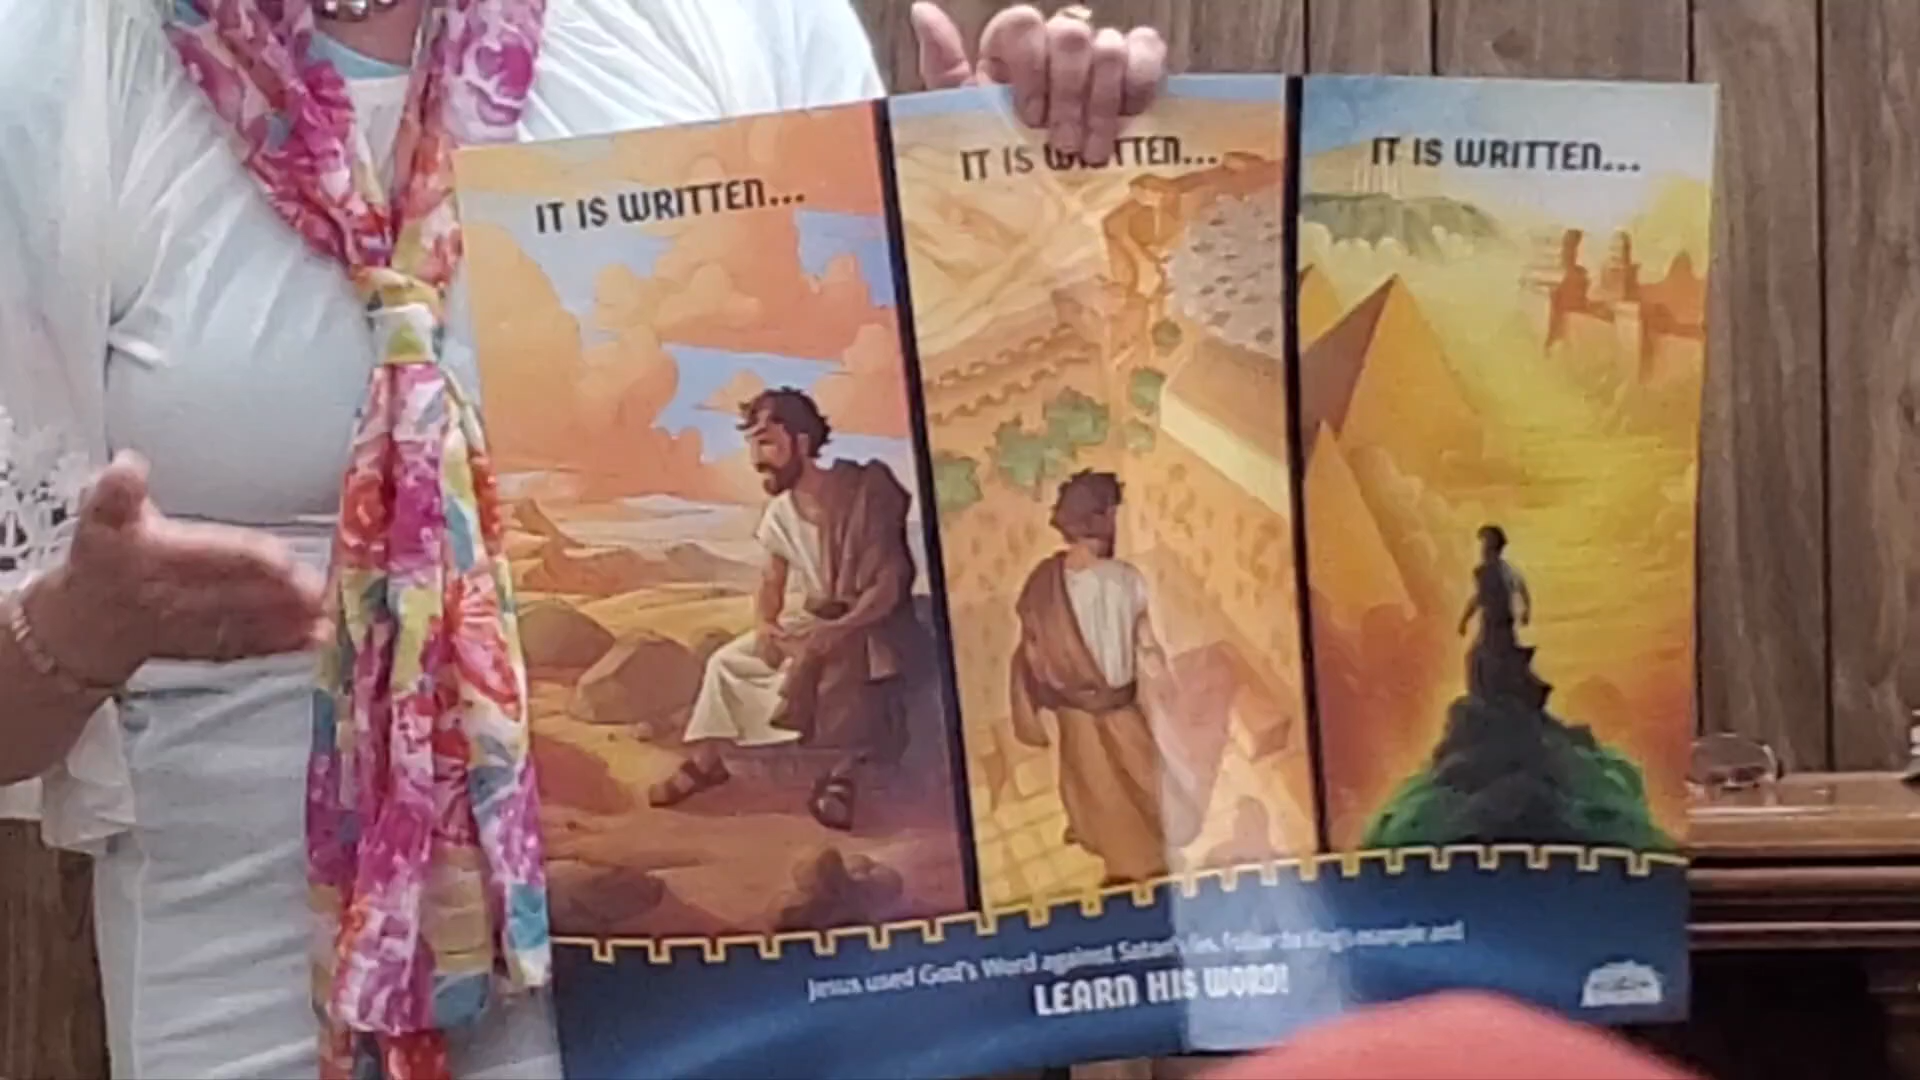 IT IS WRITTEN...
IT IS WRITTEN...
IT IS WRITTEN...
Jesus used God's Word against Satan's lies. Follow the King's example and
LEARN HIS WORD!